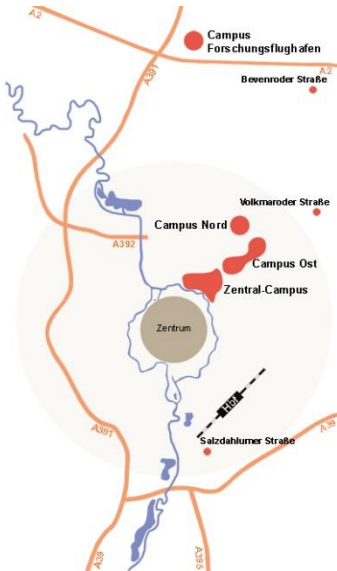 A2
Campus
Forschungsflughafen
A391
A2
Bevenroder Straße
Volkmaroder Straße
Campus Nord
A392
Campus Ost
Zentral-Campus
Zentrum
Hbf
A391
Salzdahlumer Straße
A39
A39
A395